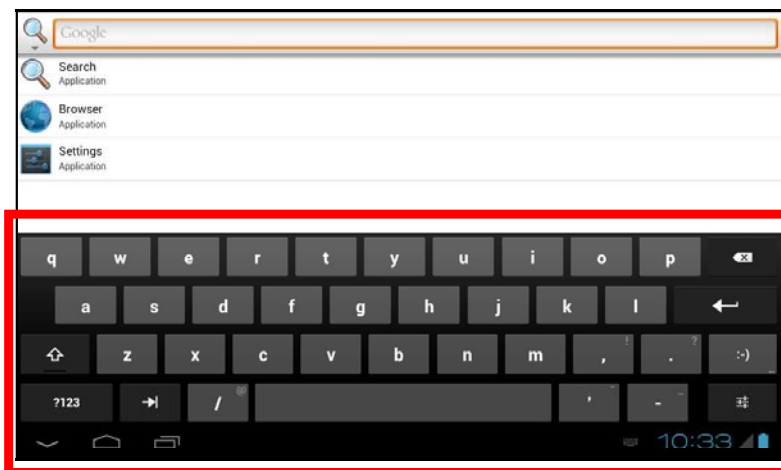 Google
Search
Application
Browser
Application
Settings
Application
q w e r t y u i o p
a s d f g h j k l
z x c v b n m , ! . ? :-)
?123 / @ ' - _
10:33